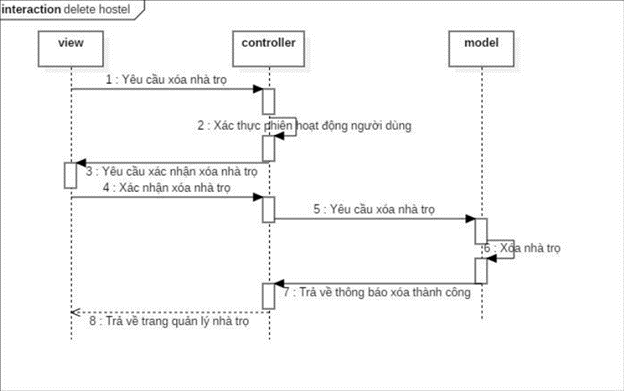 interaction delete hostel
view
controller
model
1 : Yêu cầu xóa nhà trọ
2 : Xác thực phiên hoạt động người dùng
3 : Yêu cầu xác nhận xóa nhà trọ
4 : Xác nhận xóa nhà trọ
5 : Yêu cầu xóa nhà trọ
6 : Xóa nhà trọ
7 : Trả về thông báo xóa thành công
8 : Trả về trang quản lý nhà trọ